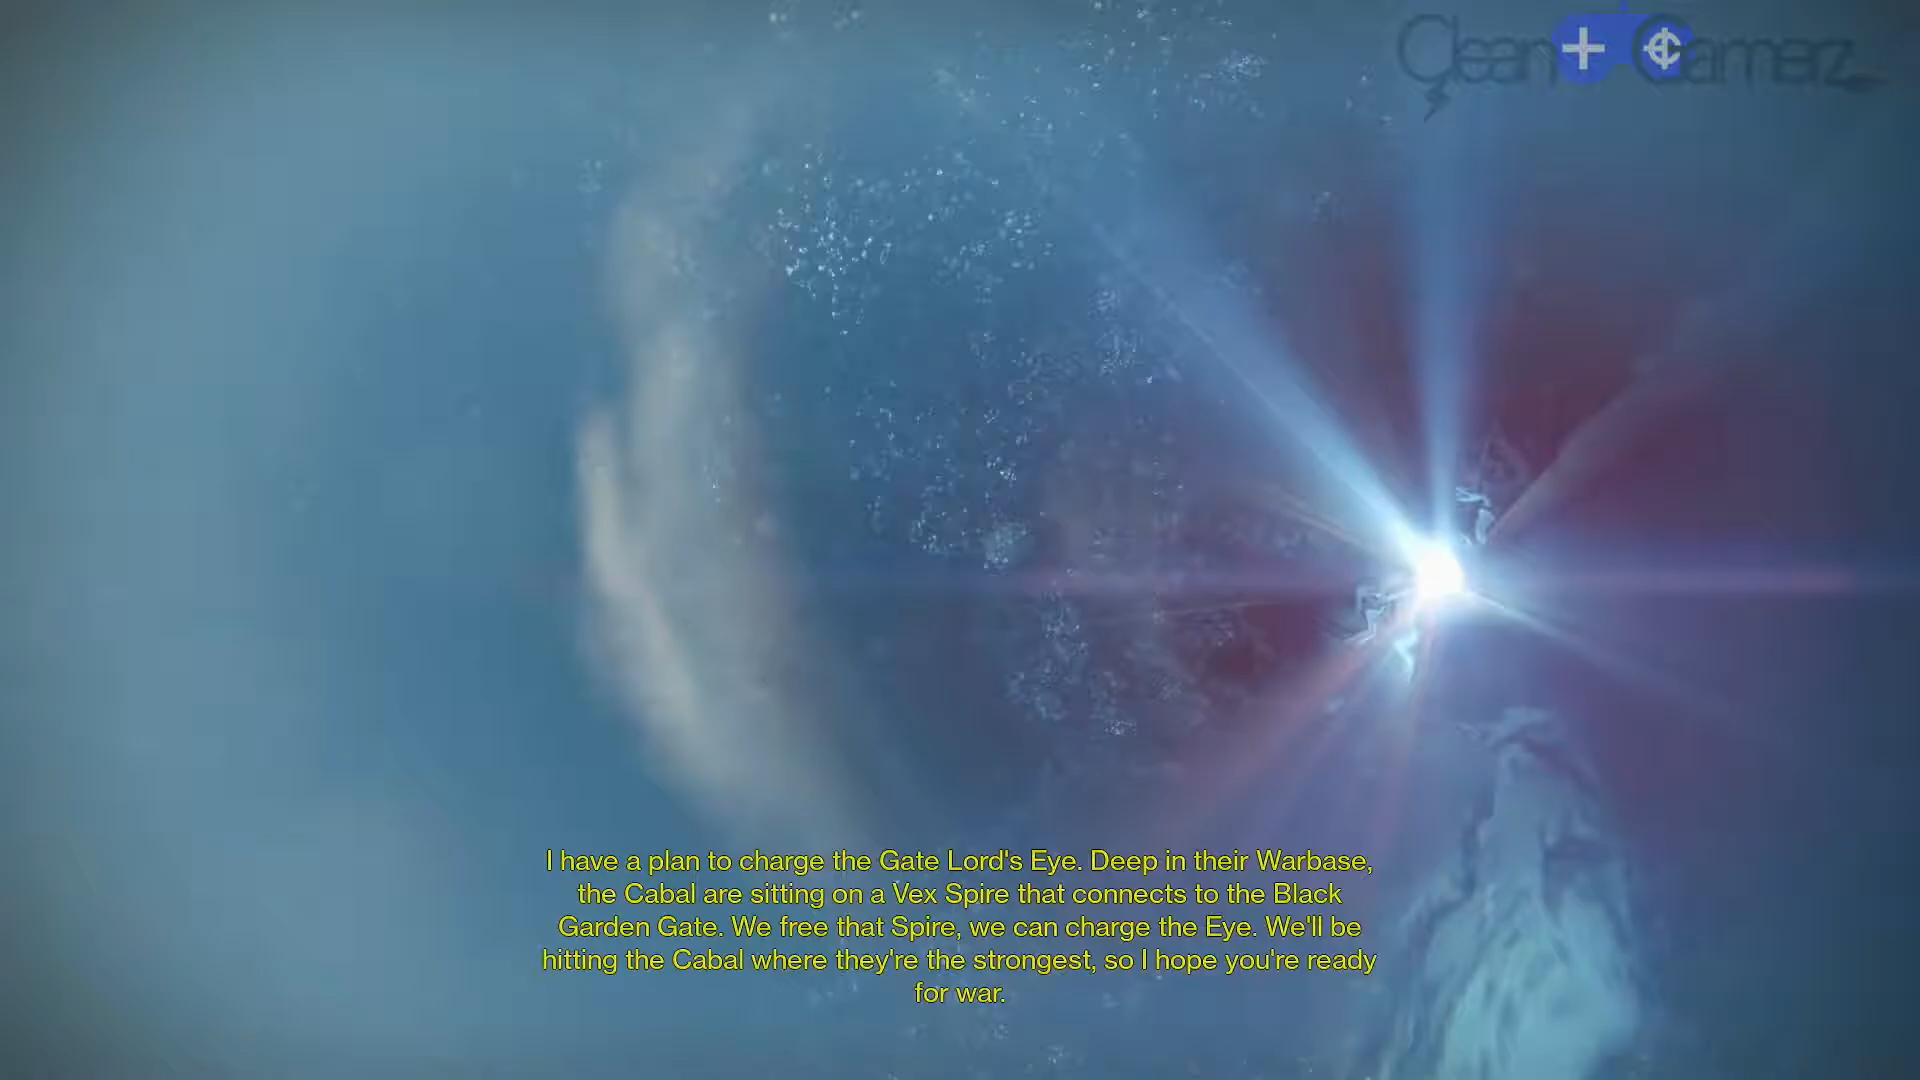 Clean Gamerz
I have a plan to charge the Gate Lord's Eye. Deep in their Warbase,
the Cabal are sitting on a Vex Spire that connects to the Black
Garden Gate. We free that Spire, we can charge the Eye. We'll be
hitting the Cabal where they're the strongest, so I hope you're ready
for war.